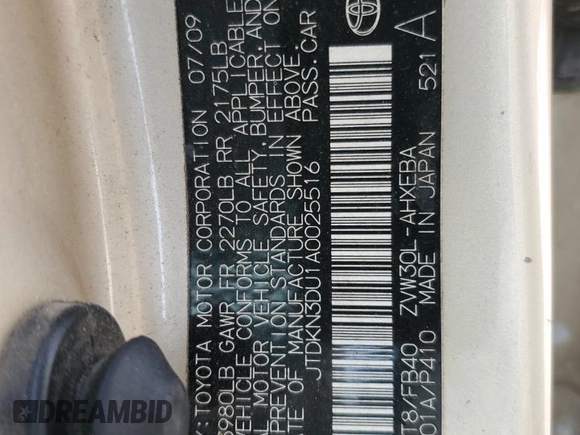 Y:TOYOTA MOTOR CORPORATION 07/09
3980LB GAWR FR 2270LB RR 2175LB
VEHICLE CONFORMS TO ALL APPLICABLE
AL MOTOR VEHICLE SAFETY, BUMPER, AND
PREVENTION STANDARDS IN EFFECT ON
ATE OF MANUFACTURE SHOWN ABOVE.
JTDKN3DU1A0025516 PASS. CAR
T8/FB40 ZVW30L-AHXEBA A
01A/P410 MADE IN JAPAN 521
DREAMBID